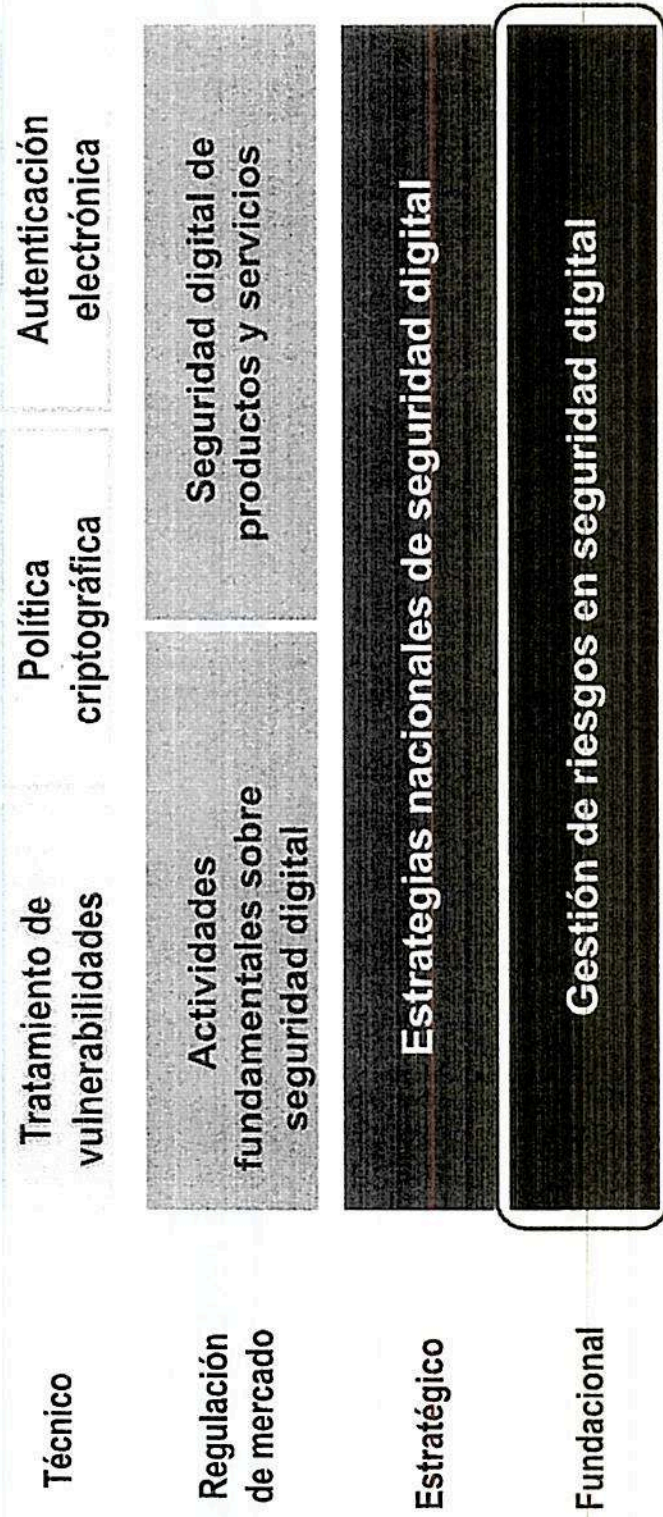 Técnico
Tratamiento de
vulnerabilidades
Política
criptográfica
Autenticación
electrónica
Regulación
de mercado
Actividades
fundamentales sobre
seguridad digital
Seguridad digital de
productos y servicios
Estratégico
Estrategias nacionales de seguridad digital
Fundacional
Gestión de riesgos en seguridad digital